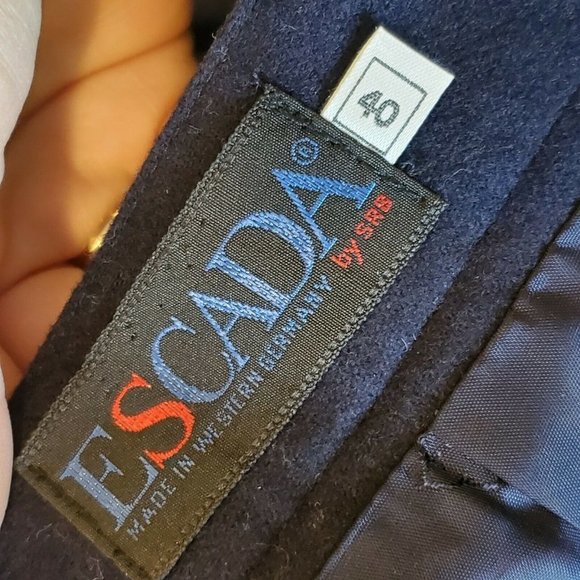 40
ESCADA®
by SRB
MADE IN WESTERN GERMANY